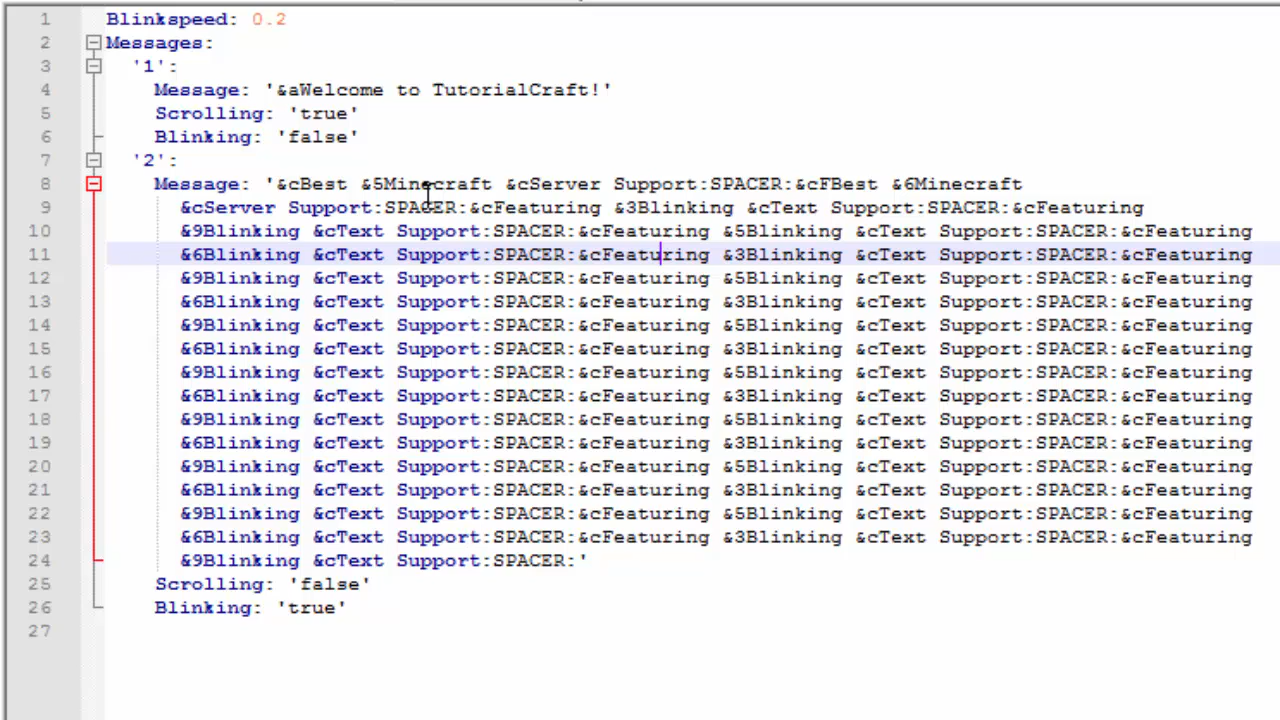 1 Blinkspeed: 0.2
2 Messages:
3 '1':
4 Message: '&aWelcome to TutorialCraft!'
5 Scrolling: 'true'
6 Blinking: 'false'
7 '2':
8 Message: '&cBest &5Minecraft &cServer Support:SPACER:&cFBest &6Minecraft
9 &cServer Support:SPACER:&cFeaturing &3Blinking &cText Support:SPACER:&cFeaturing
10 &9Blinking &cText Support:SPACER:&cFeaturing &5Blinking &cText Support:SPACER:&cFeaturing
11 &6Blinking &cText Support:SPACER:&cFeaturing &3Blinking &cText Support:SPACER:&cFeaturing
12 &9Blinking &cText Support:SPACER:&cFeaturing &5Blinking &cText Support:SPACER:&cFeaturing
13 &6Blinking &cText Support:SPACER:&cFeaturing &3Blinking &cText Support:SPACER:&cFeaturing
14 &9Blinking &cText Support:SPACER:&cFeaturing &5Blinking &cText Support:SPACER:&cFeaturing
15 &6Blinking &cText Support:SPACER:&cFeaturing &3Blinking &cText Support:SPACER:&cFeaturing
16 &9Blinking &cText Support:SPACER:&cFeaturing &5Blinking &cText Support:SPACER:&cFeaturing
17 &6Blinking &cText Support:SPACER:&cFeaturing &3Blinking &cText Support:SPACER:&cFeaturing
18 &9Blinking &cText Support:SPACER:&cFeaturing &5Blinking &cText Support:SPACER:&cFeaturing
19 &6Blinking &cText Support:SPACER:&cFeaturing &3Blinking &cText Support:SPACER:&cFeaturing
20 &9Blinking &cText Support:SPACER:&cFeaturing &5Blinking &cText Support:SPACER:&cFeaturing
21 &6Blinking &cText Support:SPACER:&cFeaturing &3Blinking &cText Support:SPACER:&cFeaturing
22 &9Blinking &cText Support:SPACER:&cFeaturing &5Blinking &cText Support:SPACER:&cFeaturing
23 &6Blinking &cText Support:SPACER:&cFeaturing &3Blinking &cText Support:SPACER:&cFeaturing
24 &9Blinking &cText Support:SPACER:'
25 Scrolling: 'false'
26 Blinking: 'true'
27